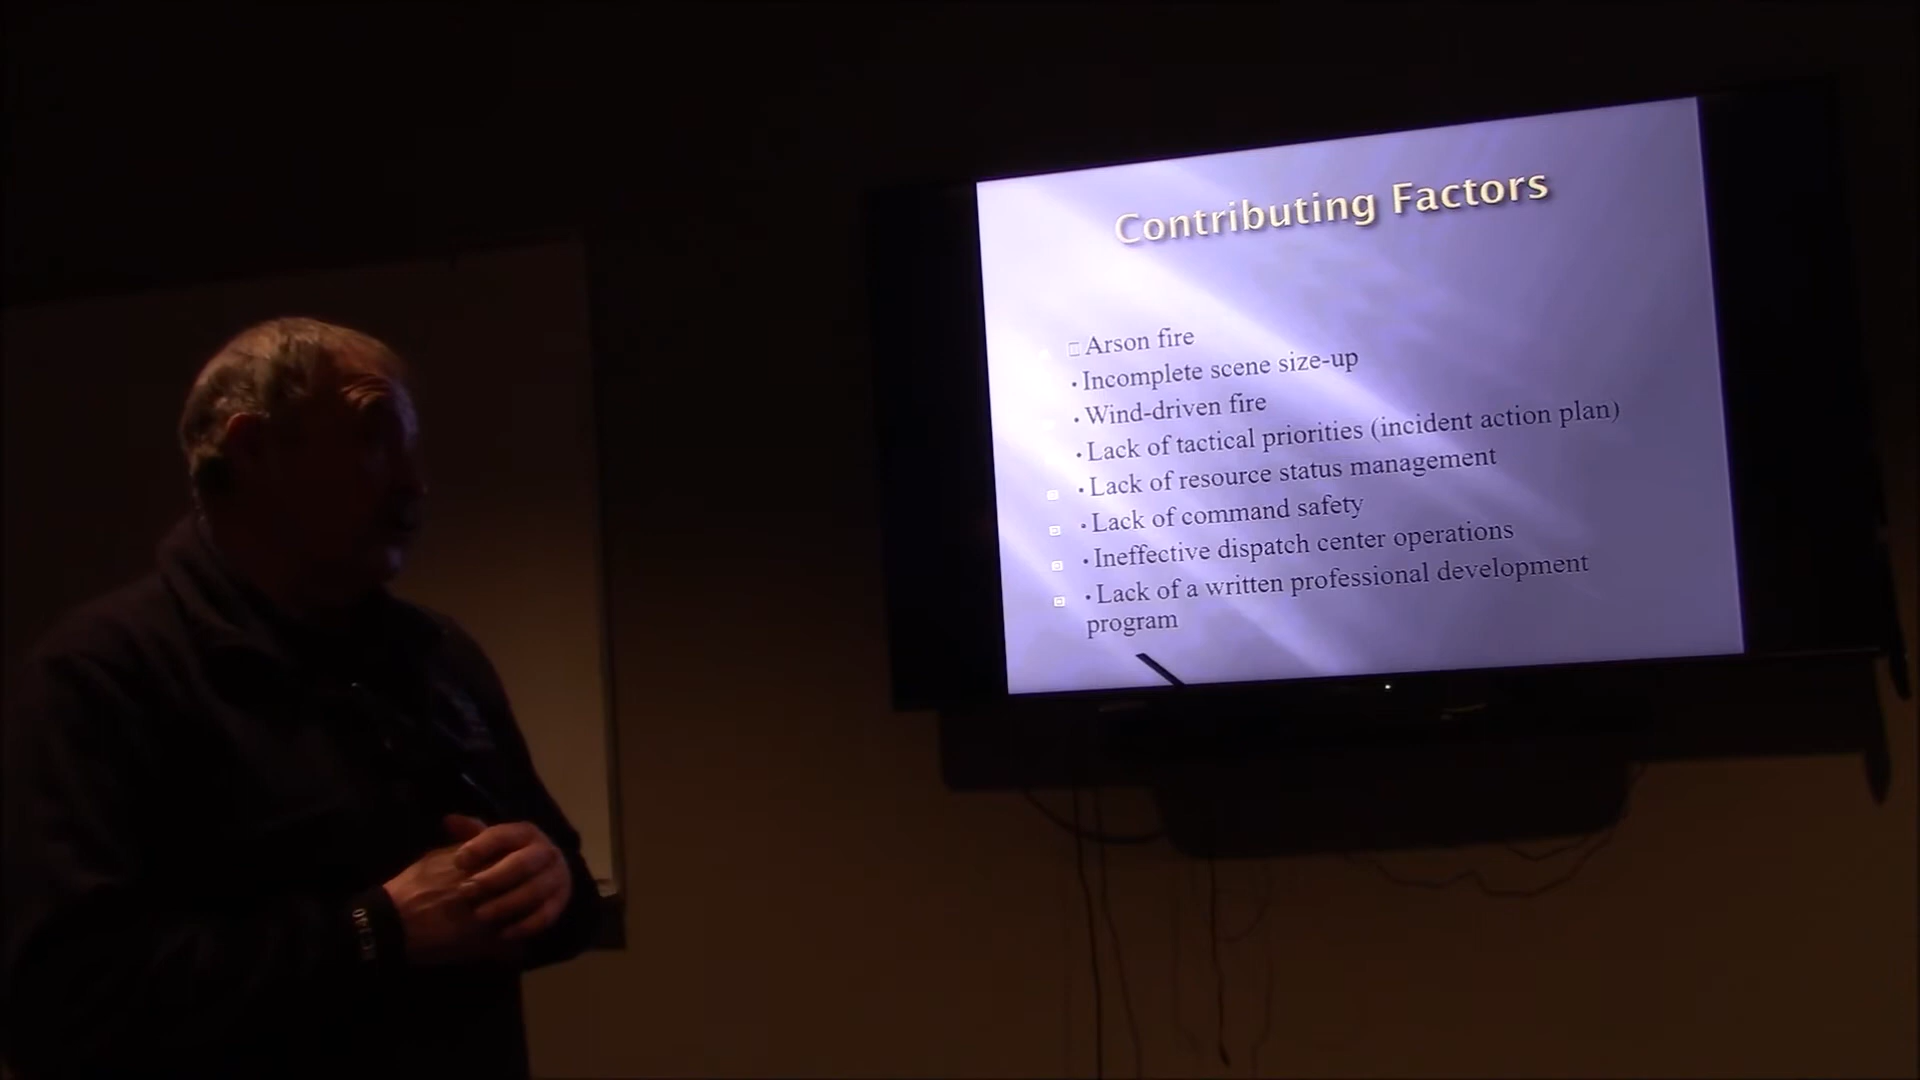 Contributing Factors
Arson fire
• Incomplete scene size-up
• Wind-driven fire
• Lack of tactical priorities (incident action plan)
• Lack of resource status management
• Lack of command safety
• Ineffective dispatch center operations
• Lack of a written professional development
program